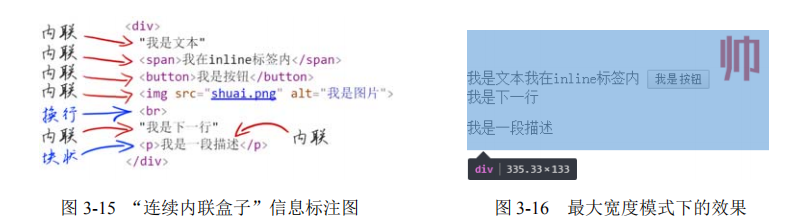 <div>
内联 "我是文本"
内联 <span>我在inline标签内</span>
内联 <button>我是按钮</button>
内联 <img src="shuai.png" alt="我是图片">
换行 <br>
内联 "我是下一行" 内联
块状 <p>我是一段描述</p>
</div>
图 3-15 “连续内联盒子”信息标注图
帅
我是文本我在inline标签内 我是按钮
我是下一行
我是一段描述
div 335.33×133
图 3-16 最大宽度模式下的效果